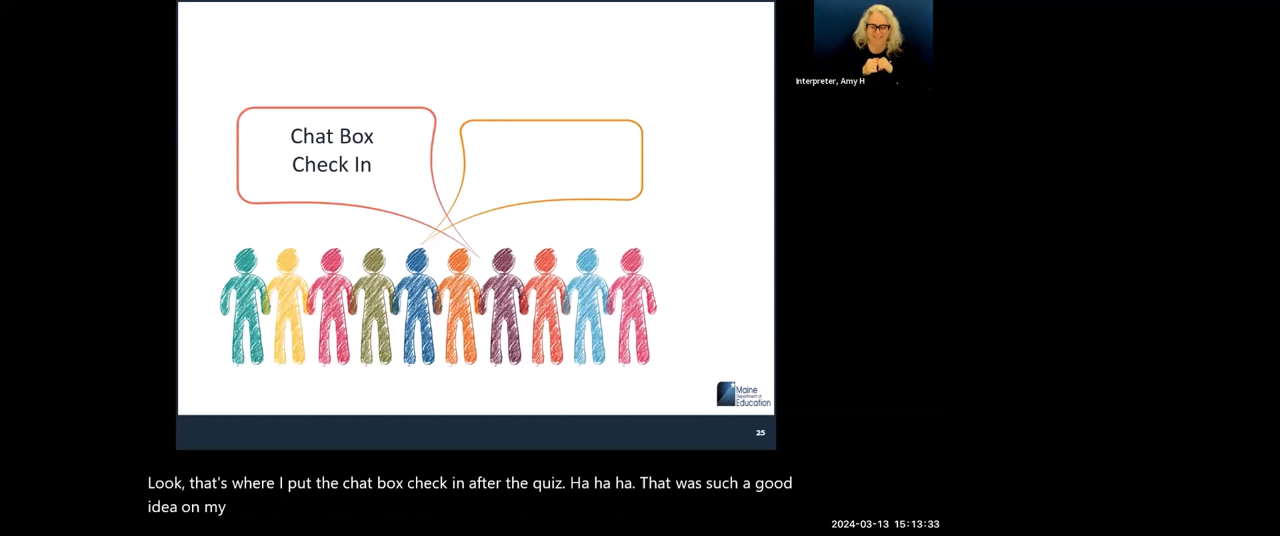 Interpreter, Amy H
Chat Box
Check In
Maine
Department of
Education
25
Look, that's where I put the chat box check in after the quiz. Ha ha ha. That was such a good
idea on my
2024-03-13 15:13:33